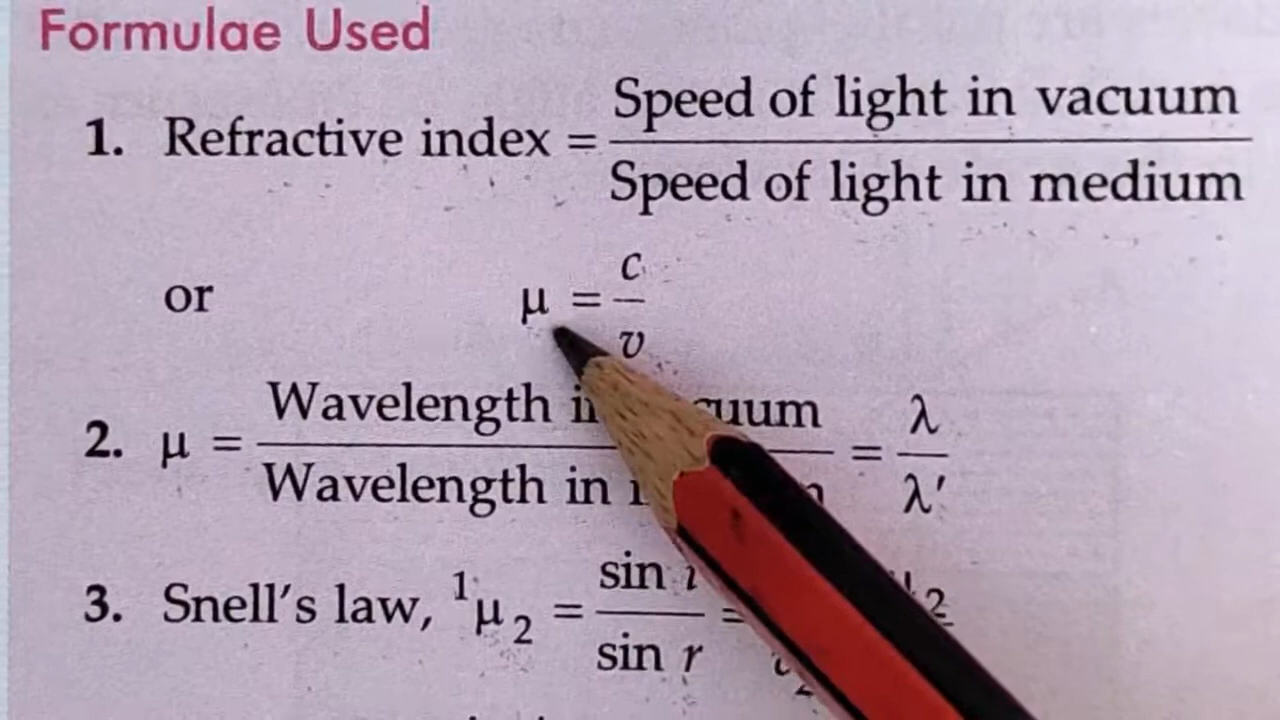 Formulae Used
1. Refractive index = Speed of light in vacuum / Speed of light in medium
or μ = c / v
2. μ = Wavelength / Wavelength in = λ / λ′
3. Snell's law, ¹μ₂ = sin i / sin r =